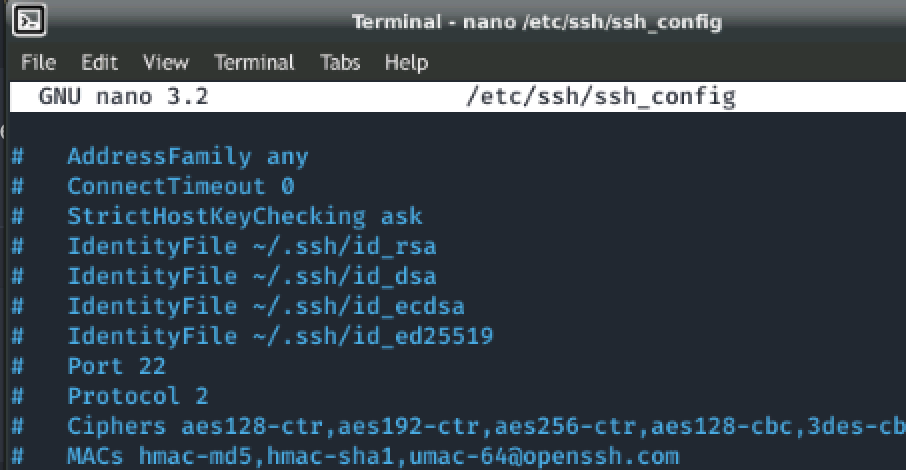 Terminal - nano /etc/ssh/ssh_config
File Edit View Terminal Tabs Help
GNU nano 3.2 /etc/ssh/ssh_config
# AddressFamily any
# ConnectTimeout 0
# StrictHostKeyChecking ask
# IdentityFile ~/.ssh/id_rsa
# IdentityFile ~/.ssh/id_dsa
# IdentityFile ~/.ssh/id_ecdsa
# IdentityFile ~/.ssh/id_ed25519
# Port 22
# Protocol 2
# Ciphers aes128-ctr,aes192-ctr,aes256-ctr,aes128-cbc,3des-cb
# MACs hmac-md5,hmac-sha1,umac-64@openssh.com